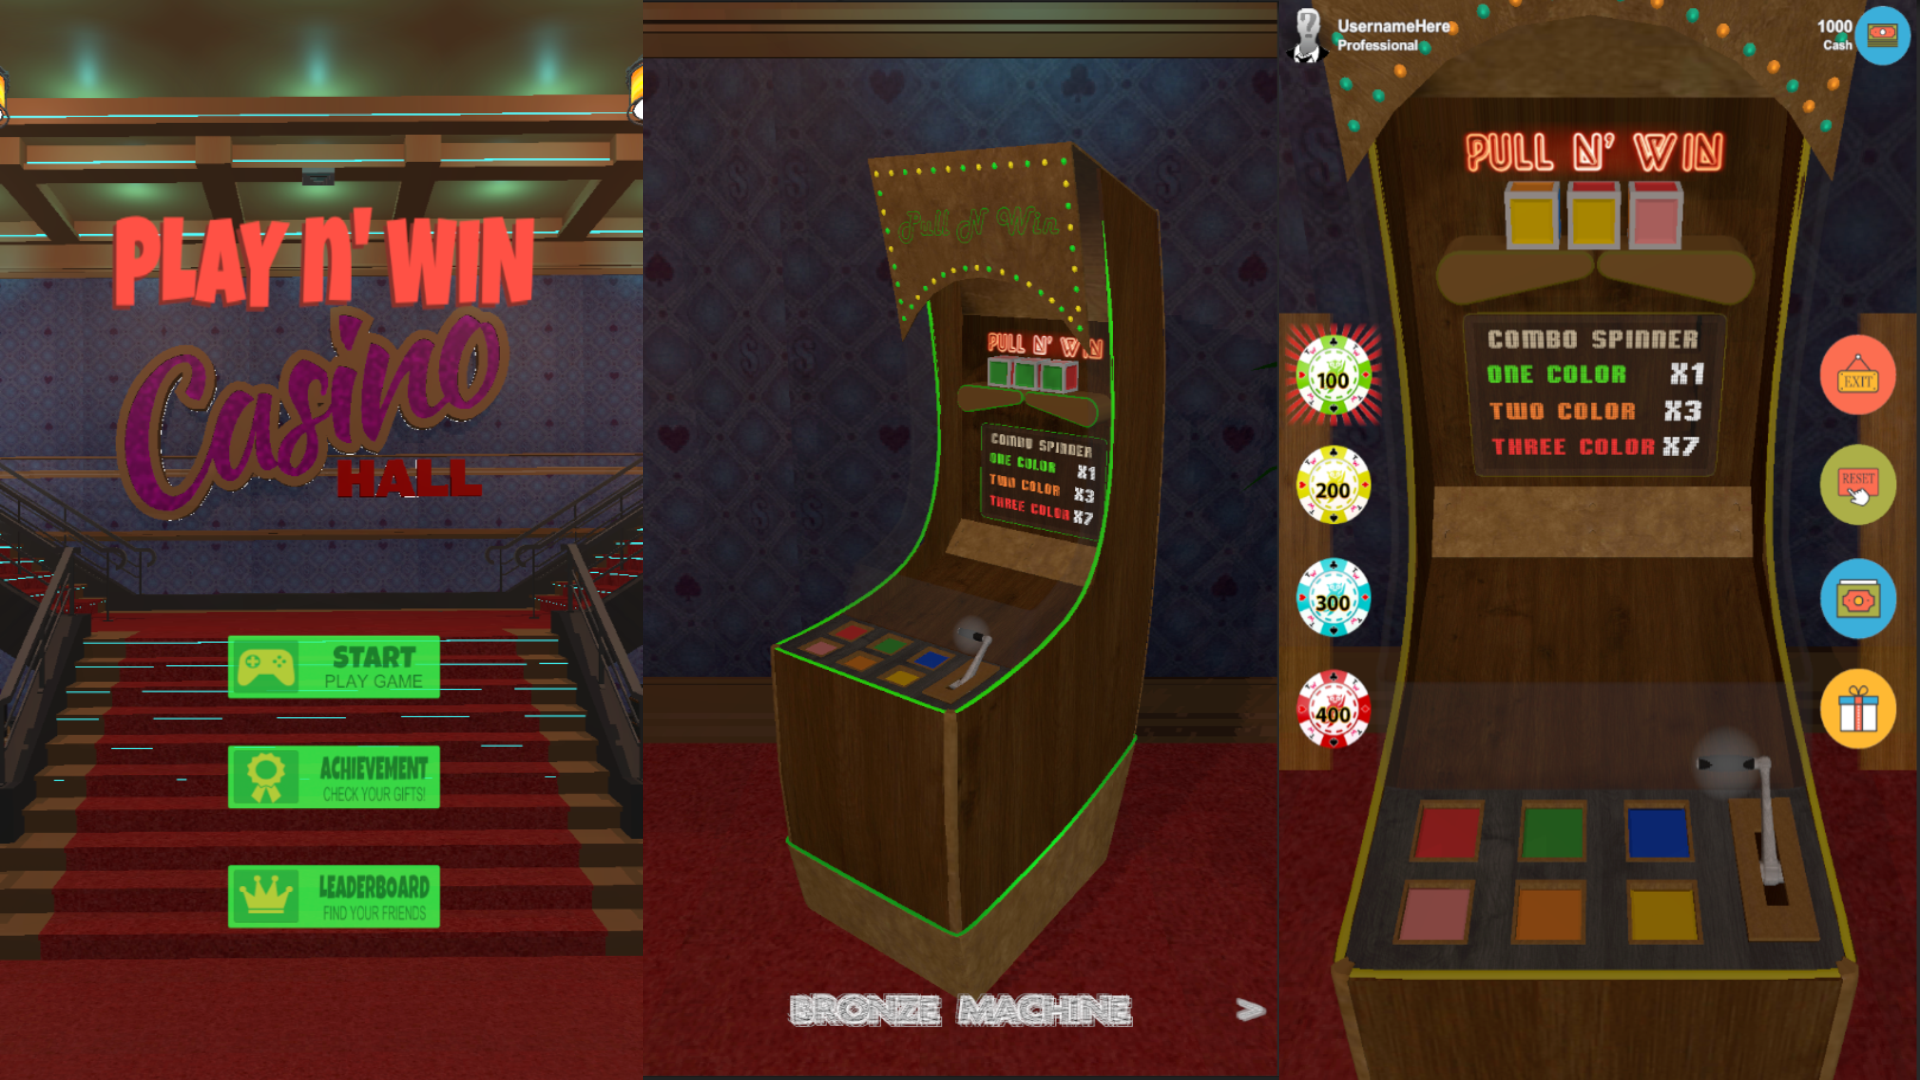 PLAY n' WIN
Casino
HALL
START
PLAY GAME
ACHIEVEMENT
CHECK YOUR GIFTS!
LEADERBOARD
FIND YOUR FRIENDS
Pull N Win
PULL N' WIN
COMBO SPINNER
ONE COLOR X1
TWO COLOR X3
THREE COLOR X7
BRONZE MACHINE
>
UsernameHere
Professional
1000
Cash
PULL N' WIN
COMBO SPINNER
ONE COLOR X1
TWO COLOR X3
THREE COLOR X7
100
200
300
400
EXIT
RESET